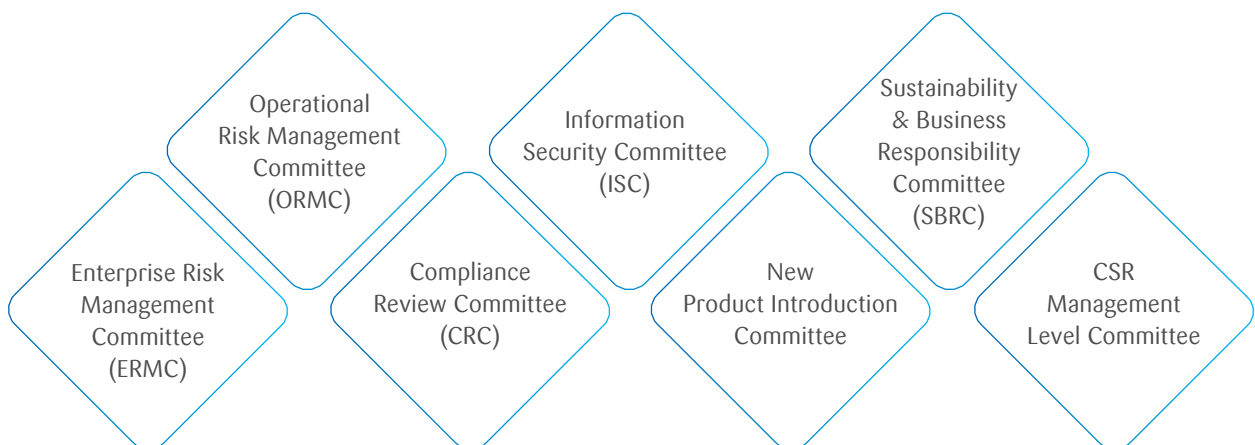 Operational
Risk Management
Committee
(ORMC)
Information
Security Committee
(ISC)
Sustainability
& Business
Responsibility
Committee
(SBRC)
Enterprise Risk
Management
Committee
(ERMC)
Compliance
Review Committee
(CRC)
New
Product Introduction
Committee
CSR
Management
Level Committee